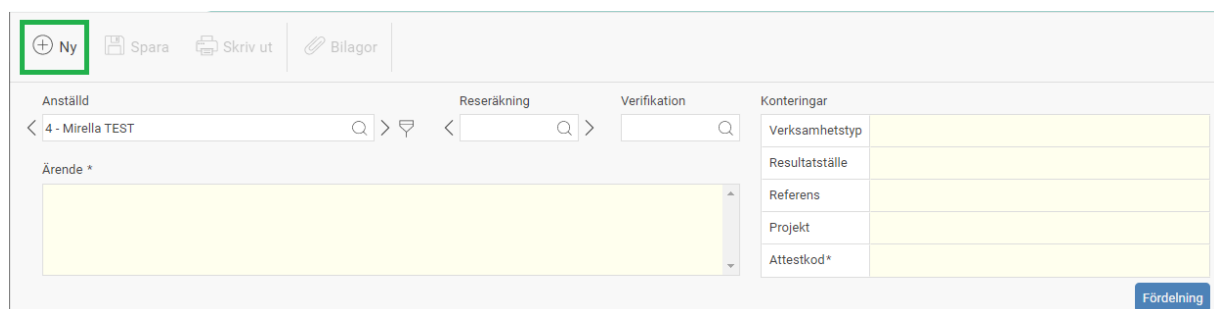 Ny Spara Skriv ut Bilagor
Anställd Reseräkning Verifikation Konteringar
4 - Mirella TEST
Verksamhetstyp
Ärende *
Resultatställe
Referens
Projekt
Attestkod*
Fördelning